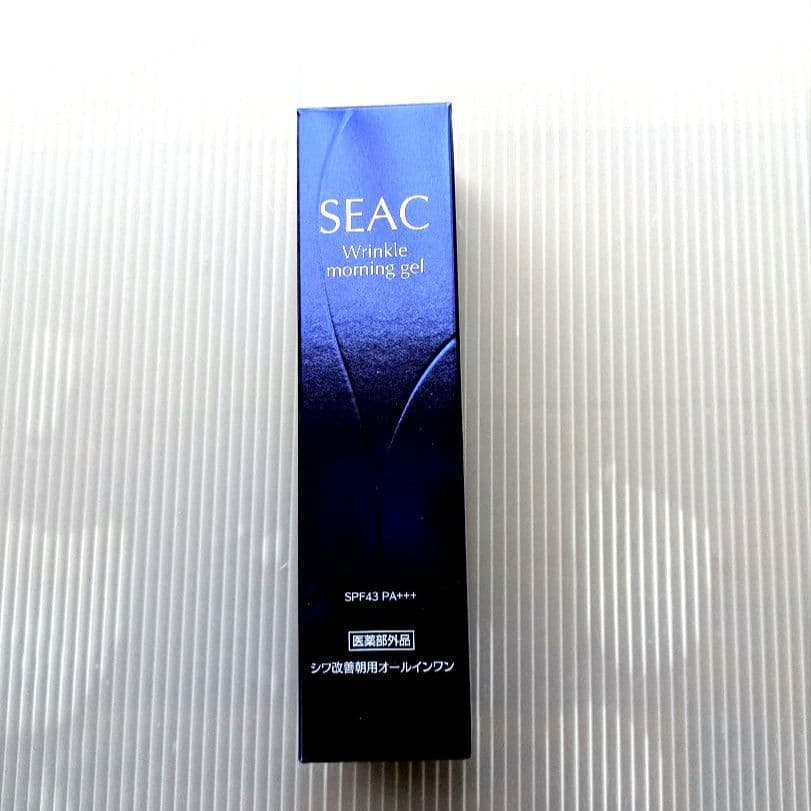 SEAC
Wrinkle
morning gel
SPF43 PA+++
医薬部外品
シワ改善朝用オールインワン